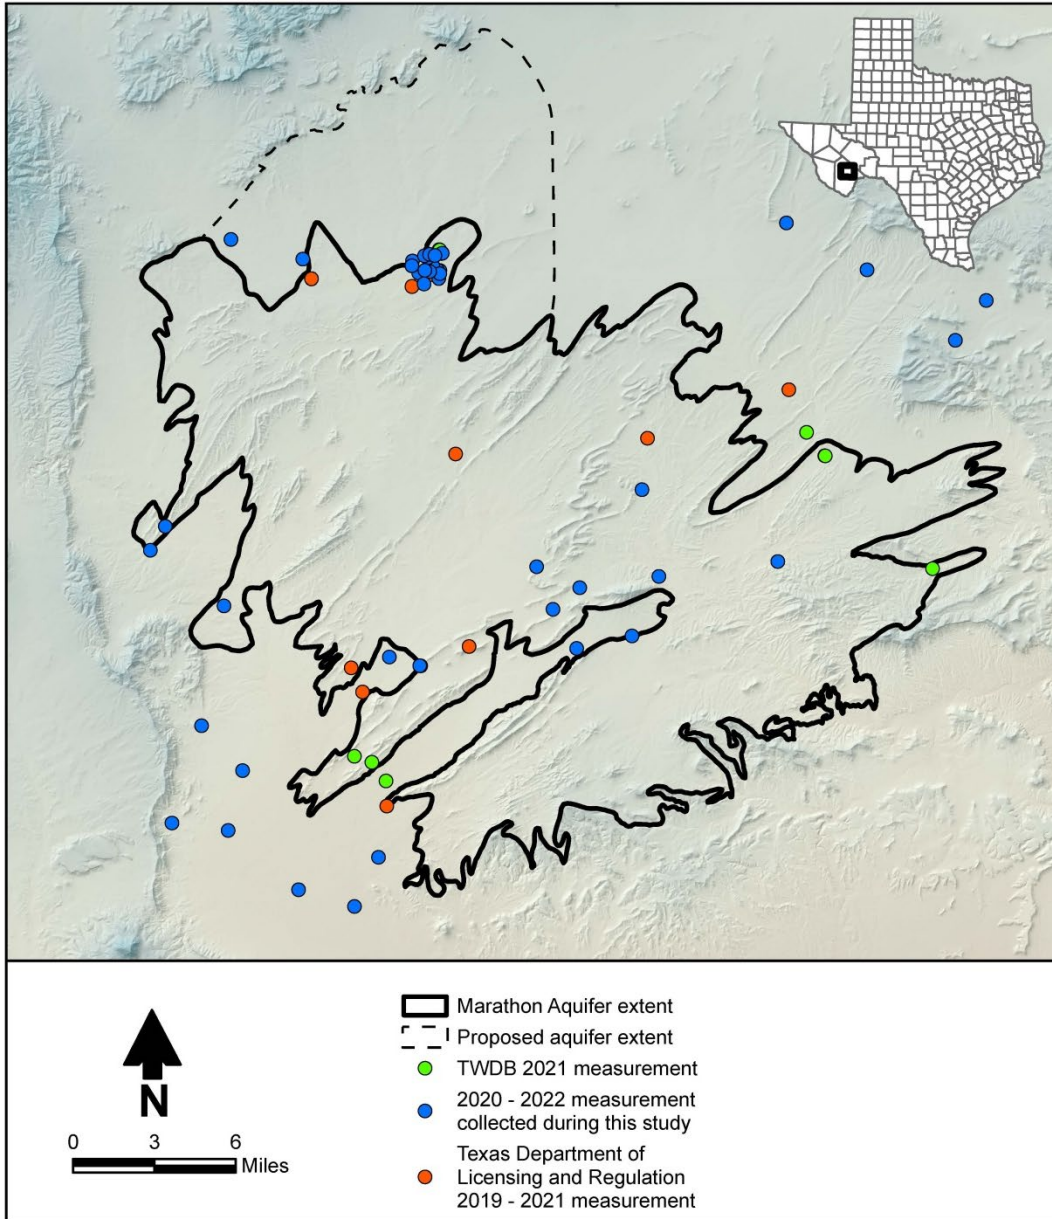 Marathon Aquifer extent
Proposed aquifer extent
TWDB 2021 measurement
2020 - 2022 measurement
collected during this study
Texas Department of
Licensing and Regulation
2019 - 2021 measurement
N
0 3 6
Miles